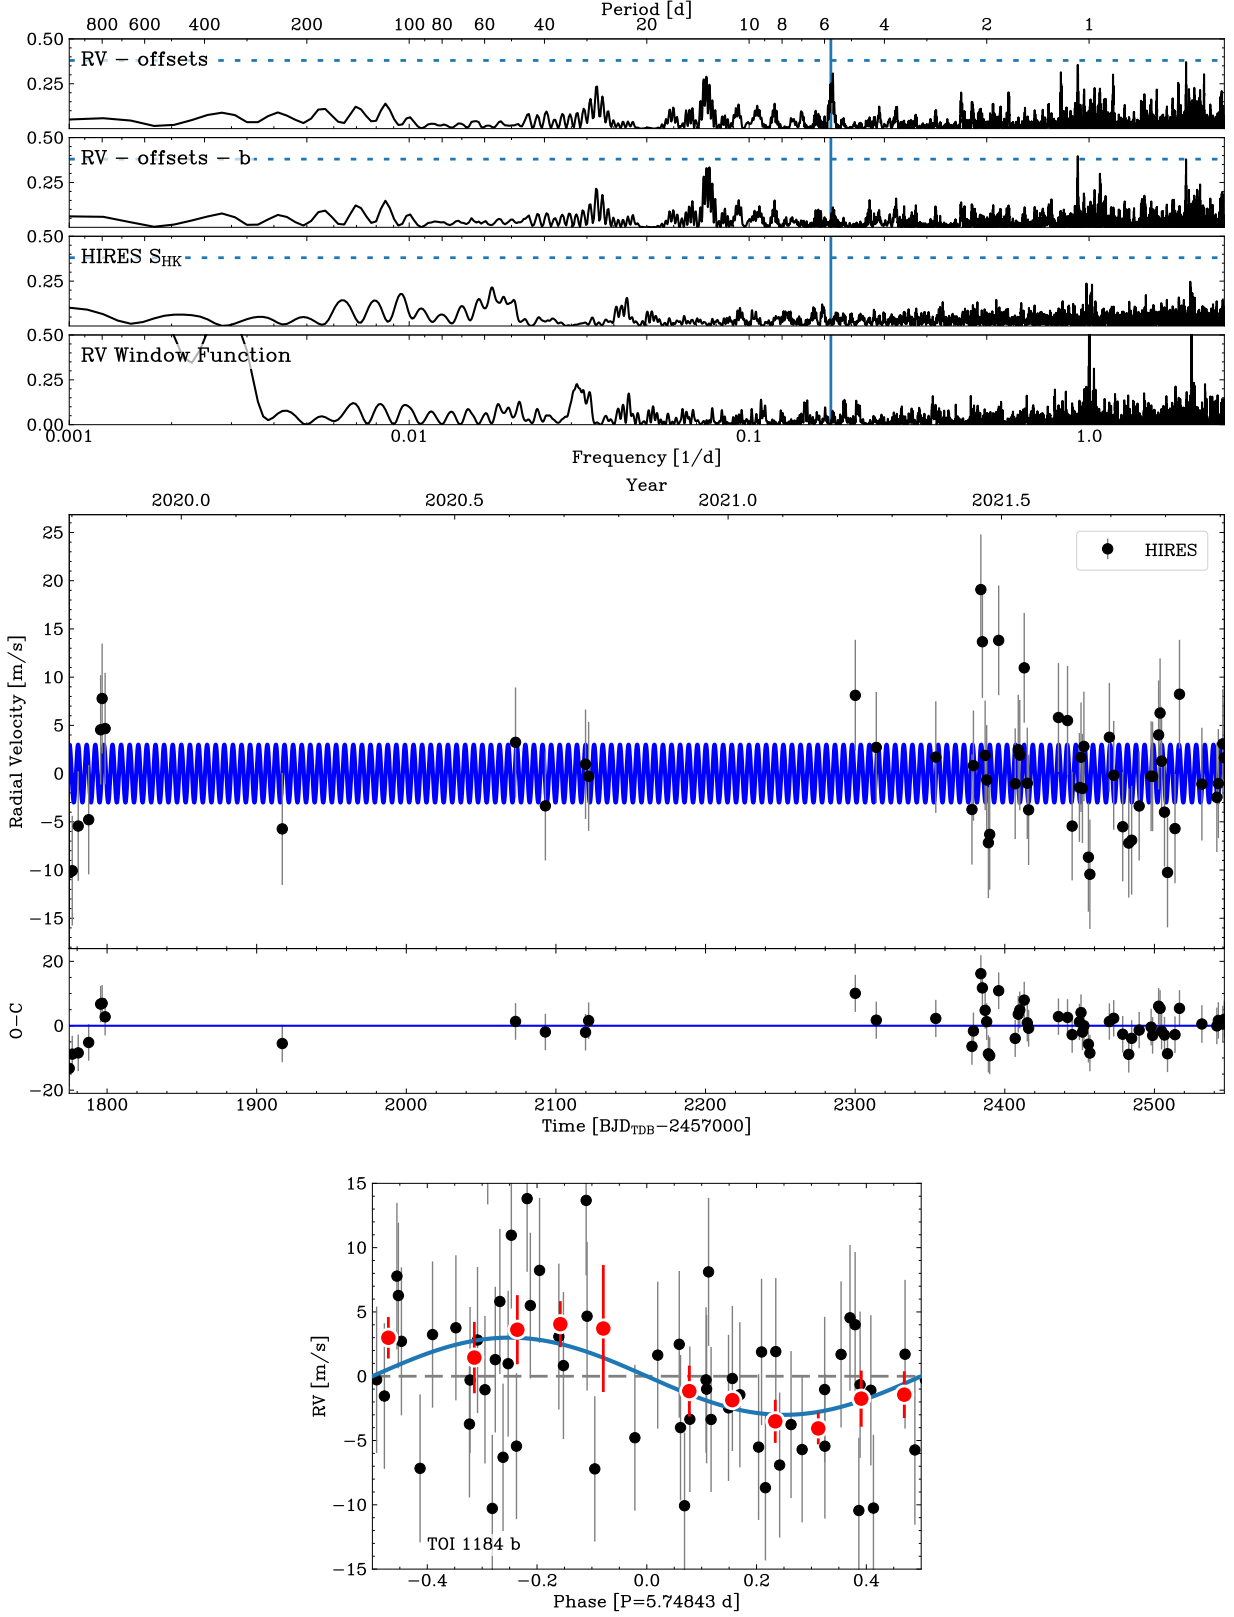 Period [d]
800 600 400 200 100 80 60 40 20 10 8 6 4 2 1
0.50
RV − offsets
0.25
0.50
RV − offsets − b
0.25
0.50
HIRES S_HK
0.25
0.50
RV Window Function
0.25
0.00
0.001 0.01 0.1 1.0
Frequency [1/d]
Year
2020.0 2020.5 2021.0 2021.5
25
HIRES
20
15
10
5
0
−5
−10
−15
Radial Velocity [m/s]
20
0
−20
O−C
1800 1900 2000 2100 2200 2300 2400 2500
Time [BJD_TDB−2457000]
15
10
5
0
−5
−10
−15
RV [m/s]
TOI 1184 b
−0.4 −0.2 0.0 0.2 0.4
Phase [P=5.74843 d]